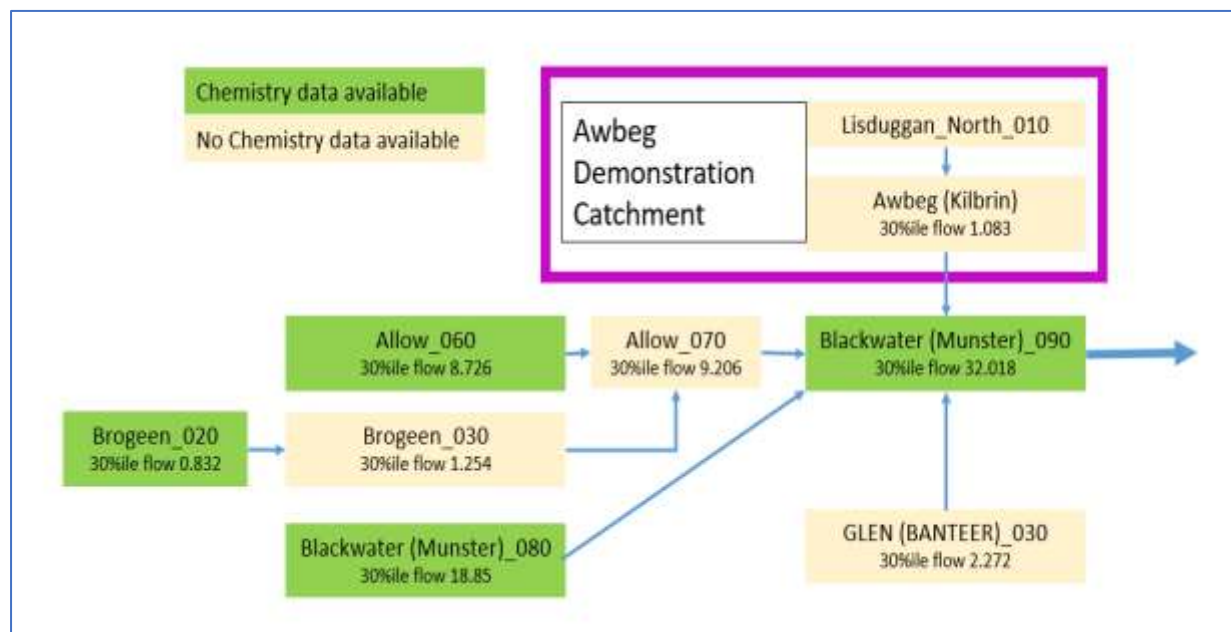 Chemistry data available
No Chemistry data available
Awbeg
Demonstration
Catchment
Lisduggan_North_010
Awbeg (Kilbrin)
30%ile flow 1.083
Allow_060
30%ile flow 8.726
Allow_070
30%ile flow 9.206
Blackwater (Munster)_090
30%ile flow 32.018
Brogeen_020
30%ile flow 0.832
Brogeen_030
30%ile flow 1.254
Blackwater (Munster)_080
30%ile flow 18.85
GLEN (BANTEER)_030
30%ile flow 2.272